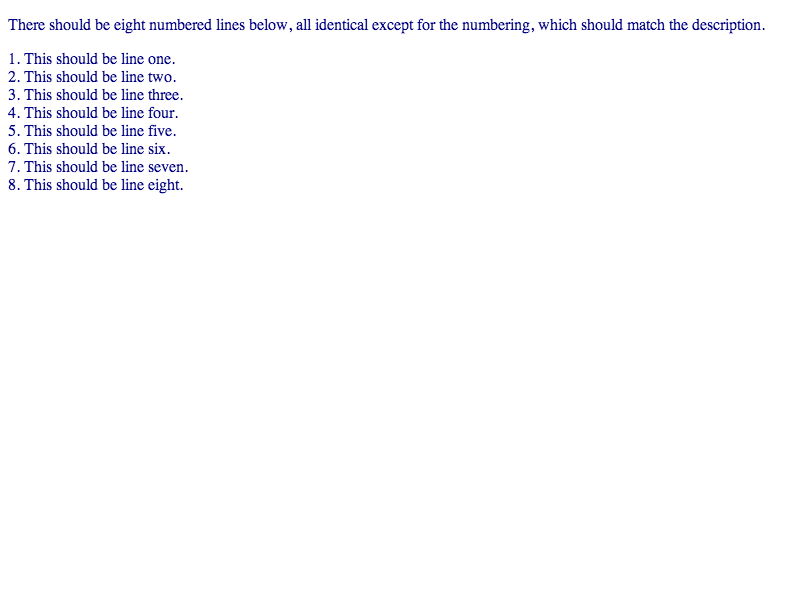 There should be eight numbered lines below, all identical except for the numbering, which should match the description.
1. This should be line one.
2. This should be line two.
3. This should be line three.
4. This should be line four.
5. This should be line five.
6. This should be line six.
7. This should be line seven.
8. This should be line eight.